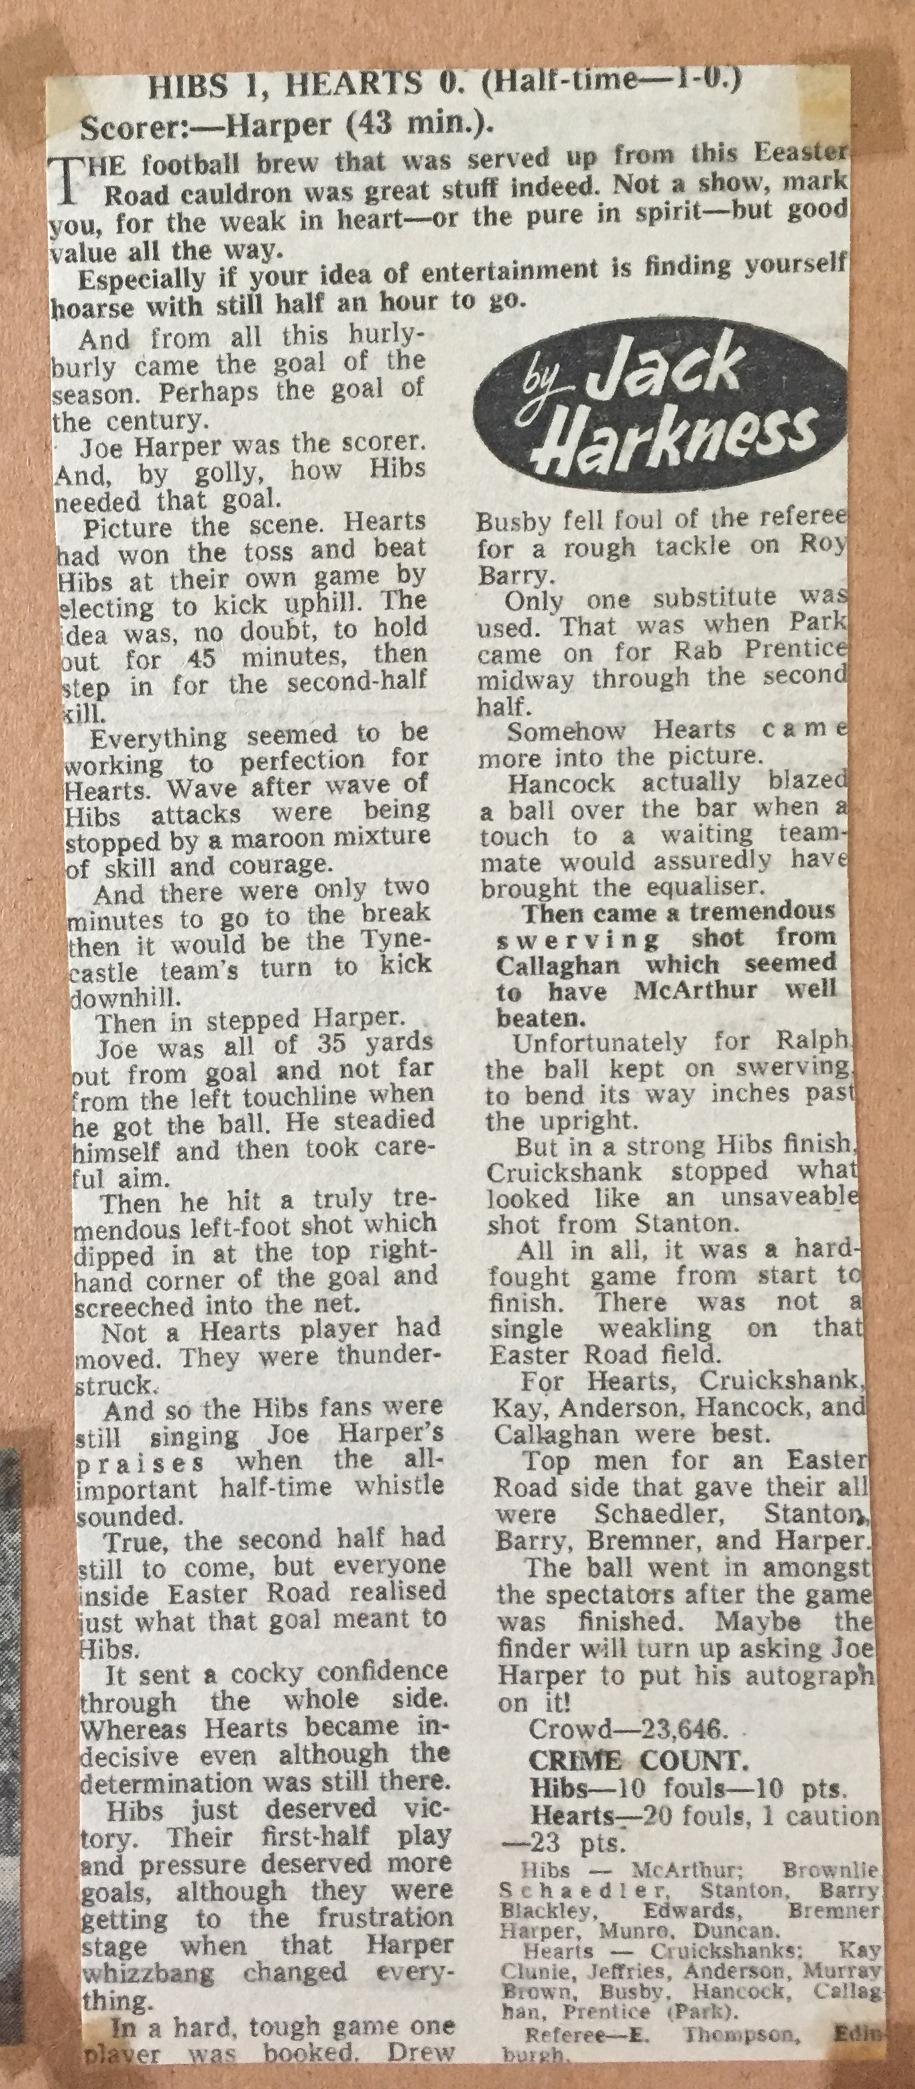 HIBS 1, HEARTS 0. (Half-time—1-0.)
Scorer:—Harper (43 min.).
THE football brew that was served up from this Eeaster
Road cauldron was great stuff indeed. Not a show, mark
you, for the weak in heart—or the pure in spirit—but good
value all the way.
Especially if your idea of entertainment is finding yourself
hoarse with still half an hour to go.
And from all this hurly-
burly came the goal of the
season. Perhaps the goal of
the century.
Joe Harper was the scorer.
And, by golly, how Hibs
needed that goal.
Picture the scene. Hearts
had won the toss and beat
Hibs at their own game by
electing to kick uphill. The
idea was, no doubt, to hold
out for 45 minutes, then
step in for the second-half
kill.
Everything seemed to be
working to perfection for
Hearts. Wave after wave of
Hibs attacks were being
stopped by a maroon mixture
of skill and courage.
And there were only two
minutes to go to the break
then it would be the Tyne-
castle team's turn to kick
downhill.
Then in stepped Harper.
Joe was all of 35 yards
out from goal and not far
from the left touchline when
he got the ball. He steadied
himself and then took care-
ful aim.
Then he hit a truly tre-
mendous left-foot shot which
dipped in at the top right-
hand corner of the goal and
screeched into the net.
Not a Hearts player had
moved. They were thunder-
struck.
And so the Hibs fans were
still singing Joe Harper's
praises when the all-
important half-time whistle
sounded.
True, the second half had
still to come, but everyone
inside Easter Road realised
just what that goal meant to
Hibs.
It sent a cocky confidence
through the whole side.
Whereas Hearts became in-
decisive even although the
determination was still there.
Hibs just deserved vic-
tory. Their first-half play
and pressure deserved more
goals, although they were
getting to the frustration
stage when that Harper
whizzbang changed every-
thing.
In a hard, tough game one
player was booked. Drew
by Jack
Harkness
Busby fell foul of the referee
for a rough tackle on Roy
Barry.
Only one substitute was
used. That was when Park
came on for Rab Prentice
midway through the second
half.
Somehow Hearts came
more into the picture.
Hancock actually blazed
a ball over the bar when a
touch to a waiting team-
mate would assuredly have
brought the equaliser.
Then came a tremendous
swerving shot from
Callaghan which seemed
to have McArthur well
beaten.
Unfortunately for Ralph,
the ball kept on swerving,
to bend its way inches past
the upright.
But in a strong Hibs finish,
Cruickshank stopped what
looked like an unsaveable
shot from Stanton.
All in all, it was a hard-
fought game from start to
finish. There was not a
single weakling on that
Easter Road field.
For Hearts, Cruickshank,
Kay, Anderson, Hancock, and
Callaghan were best.
Top men for an Easter
Road side that gave their all
were Schaedler, Stanton,
Barry, Bremner, and Harper.
The ball went in amongst
the spectators after the game
was finished. Maybe the
finder will turn up asking Joe
Harper to put his autograph
on it!
Crowd—23,646.
CRIME COUNT.
Hibs—10 fouls—10 pts.
Hearts—20 fouls, 1 caution
—23 pts.
Hibs — McArthur; Brownlie
Schaedler, Stanton, Barry
Blackley, Edwards, Bremner
Harper, Munro, Duncan.
Hearts — Cruickshanks; Kay
Clunie, Jeffries, Anderson, Murray
Brown, Busby, Hancock, Callag-
han, Prentice (Park).
Referee—E. Thompson, Edin-
burgh.